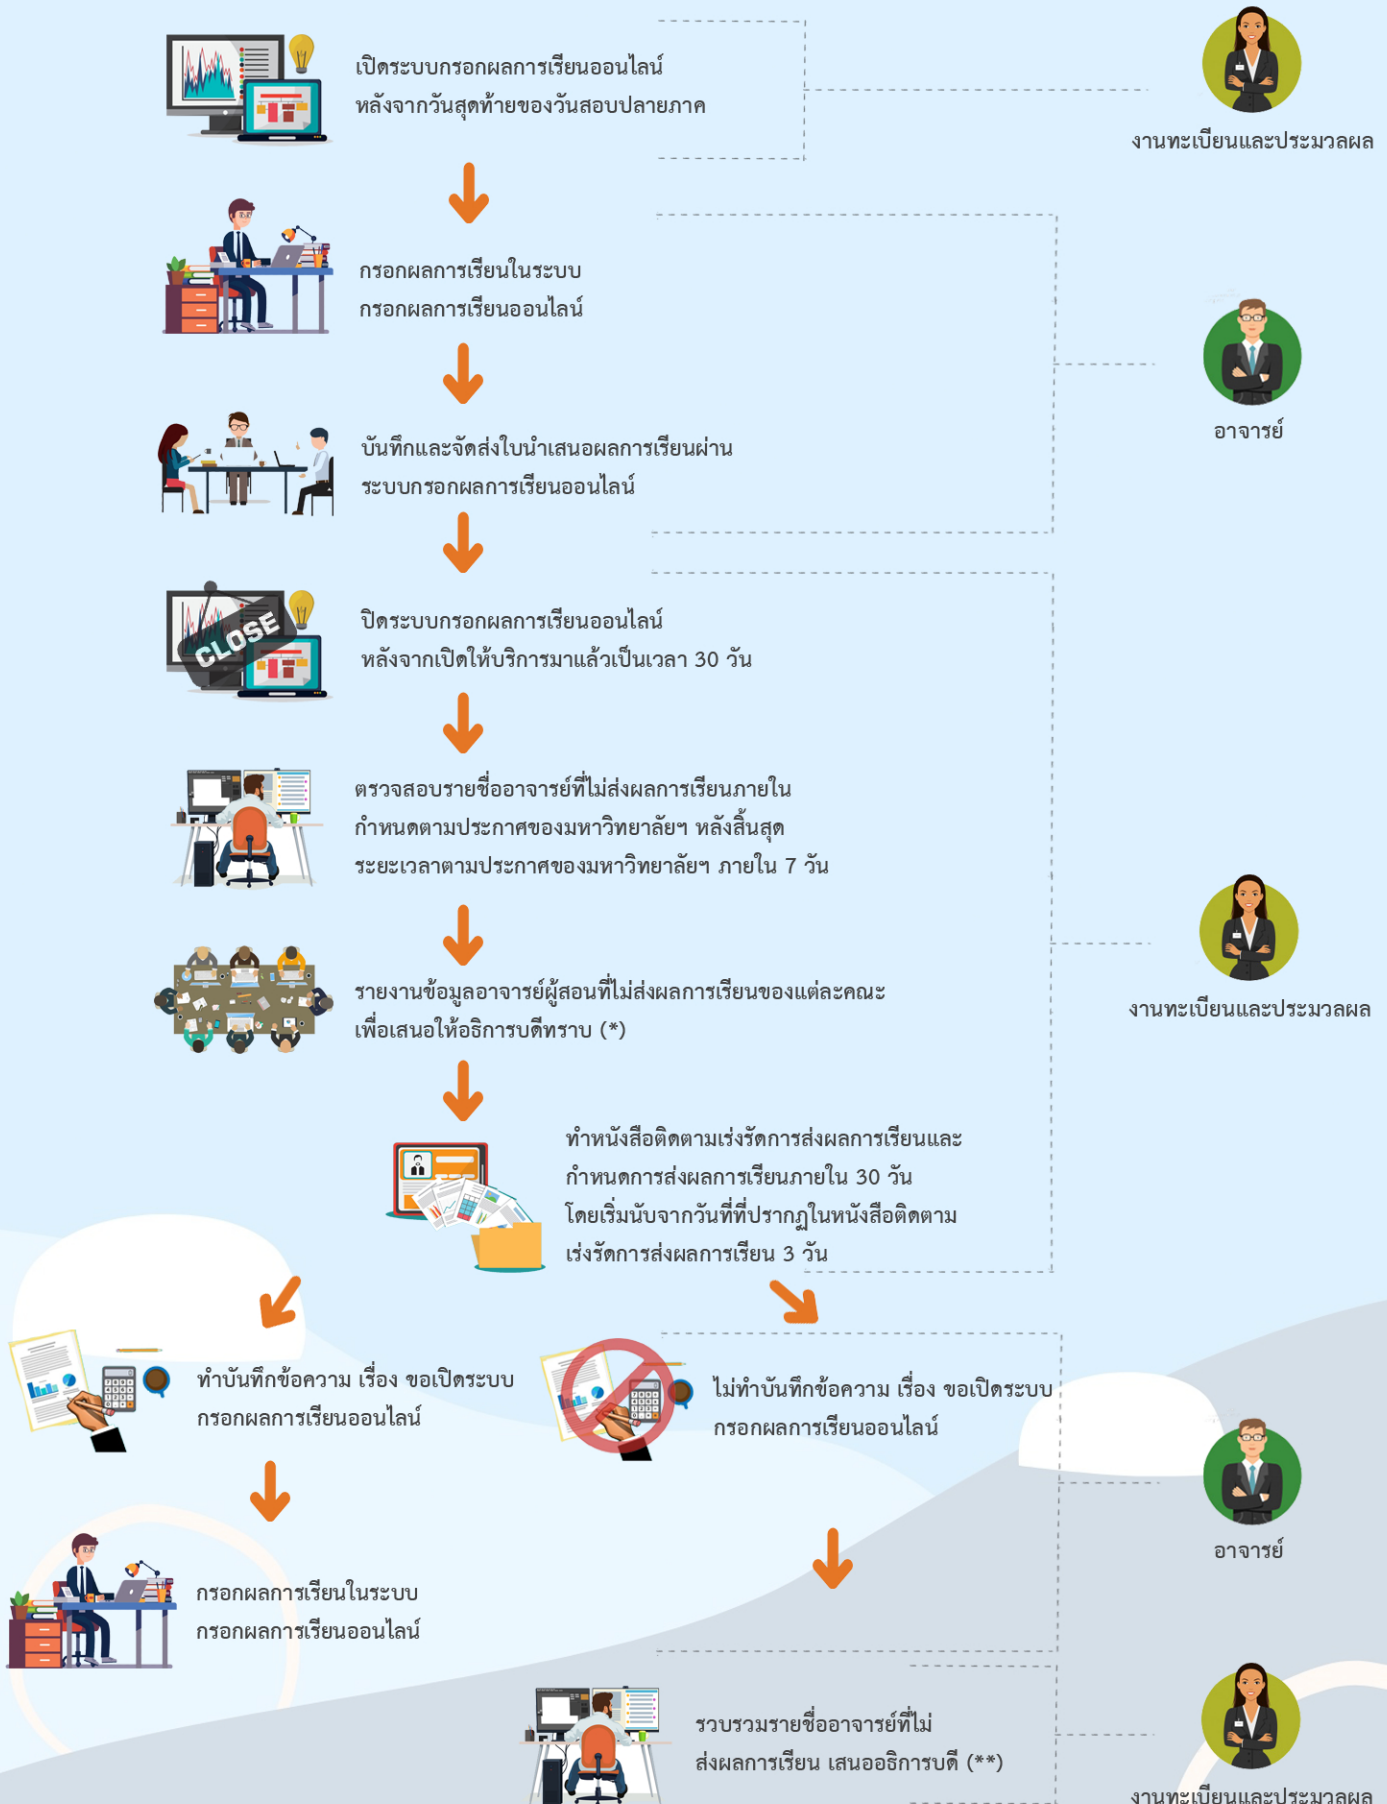 เปิดระบบกรอกผลการเรียนออนไลน์
หลังจากวันสุดท้ายของวันสอบปลายภาค
งานทะเบียนและประมวลผล
กรอกผลการเรียนในระบบ
กรอกผลการเรียนออนไลน์
อาจารย์
บันทึกและจัดส่งใบนำเสนอผลการเรียนผ่าน
ระบบกรอกผลการเรียนออนไลน์
CLOSE
ปิดระบบกรอกผลการเรียนออนไลน์
หลังจากเปิดให้บริการมาแล้วเป็นเวลา 30 วัน
ตรวจสอบรายชื่ออาจารย์ที่ไม่ส่งผลการเรียนภายใน
กำหนดตามประกาศของมหาวิทยาลัยฯ หลังสิ้นสุด
ระยะเวลาตามประกาศของมหาวิทยาลัยฯ ภายใน 7 วัน
รายงานข้อมูลอาจารย์ผู้สอนที่ไม่ส่งผลการเรียนของแต่ละคณะ
เพื่อเสนอให้อธิการบดีทราบ (*)
งานทะเบียนและประมวลผล
ทำหนังสือติดตามเร่งรัดการส่งผลการเรียนและ
กำหนดการส่งผลการเรียนภายใน 30 วัน
โดยเริ่มนับจากวันที่ที่ปรากฏในหนังสือติดตาม
เร่งรัดการส่งผลการเรียน 3 วัน
ทำบันทึกข้อความ เรื่อง ขอเปิดระบบ
กรอกผลการเรียนออนไลน์
ไม่ทำบันทึกข้อความ เรื่อง ขอเปิดระบบ
กรอกผลการเรียนออนไลน์
อาจารย์
กรอกผลการเรียนในระบบ
กรอกผลการเรียนออนไลน์
รวบรวมรายชื่ออาจารย์ที่ไม่
ส่งผลการเรียน เสนออธิการบดี (**)
งานทะเบียนและประมวลผล